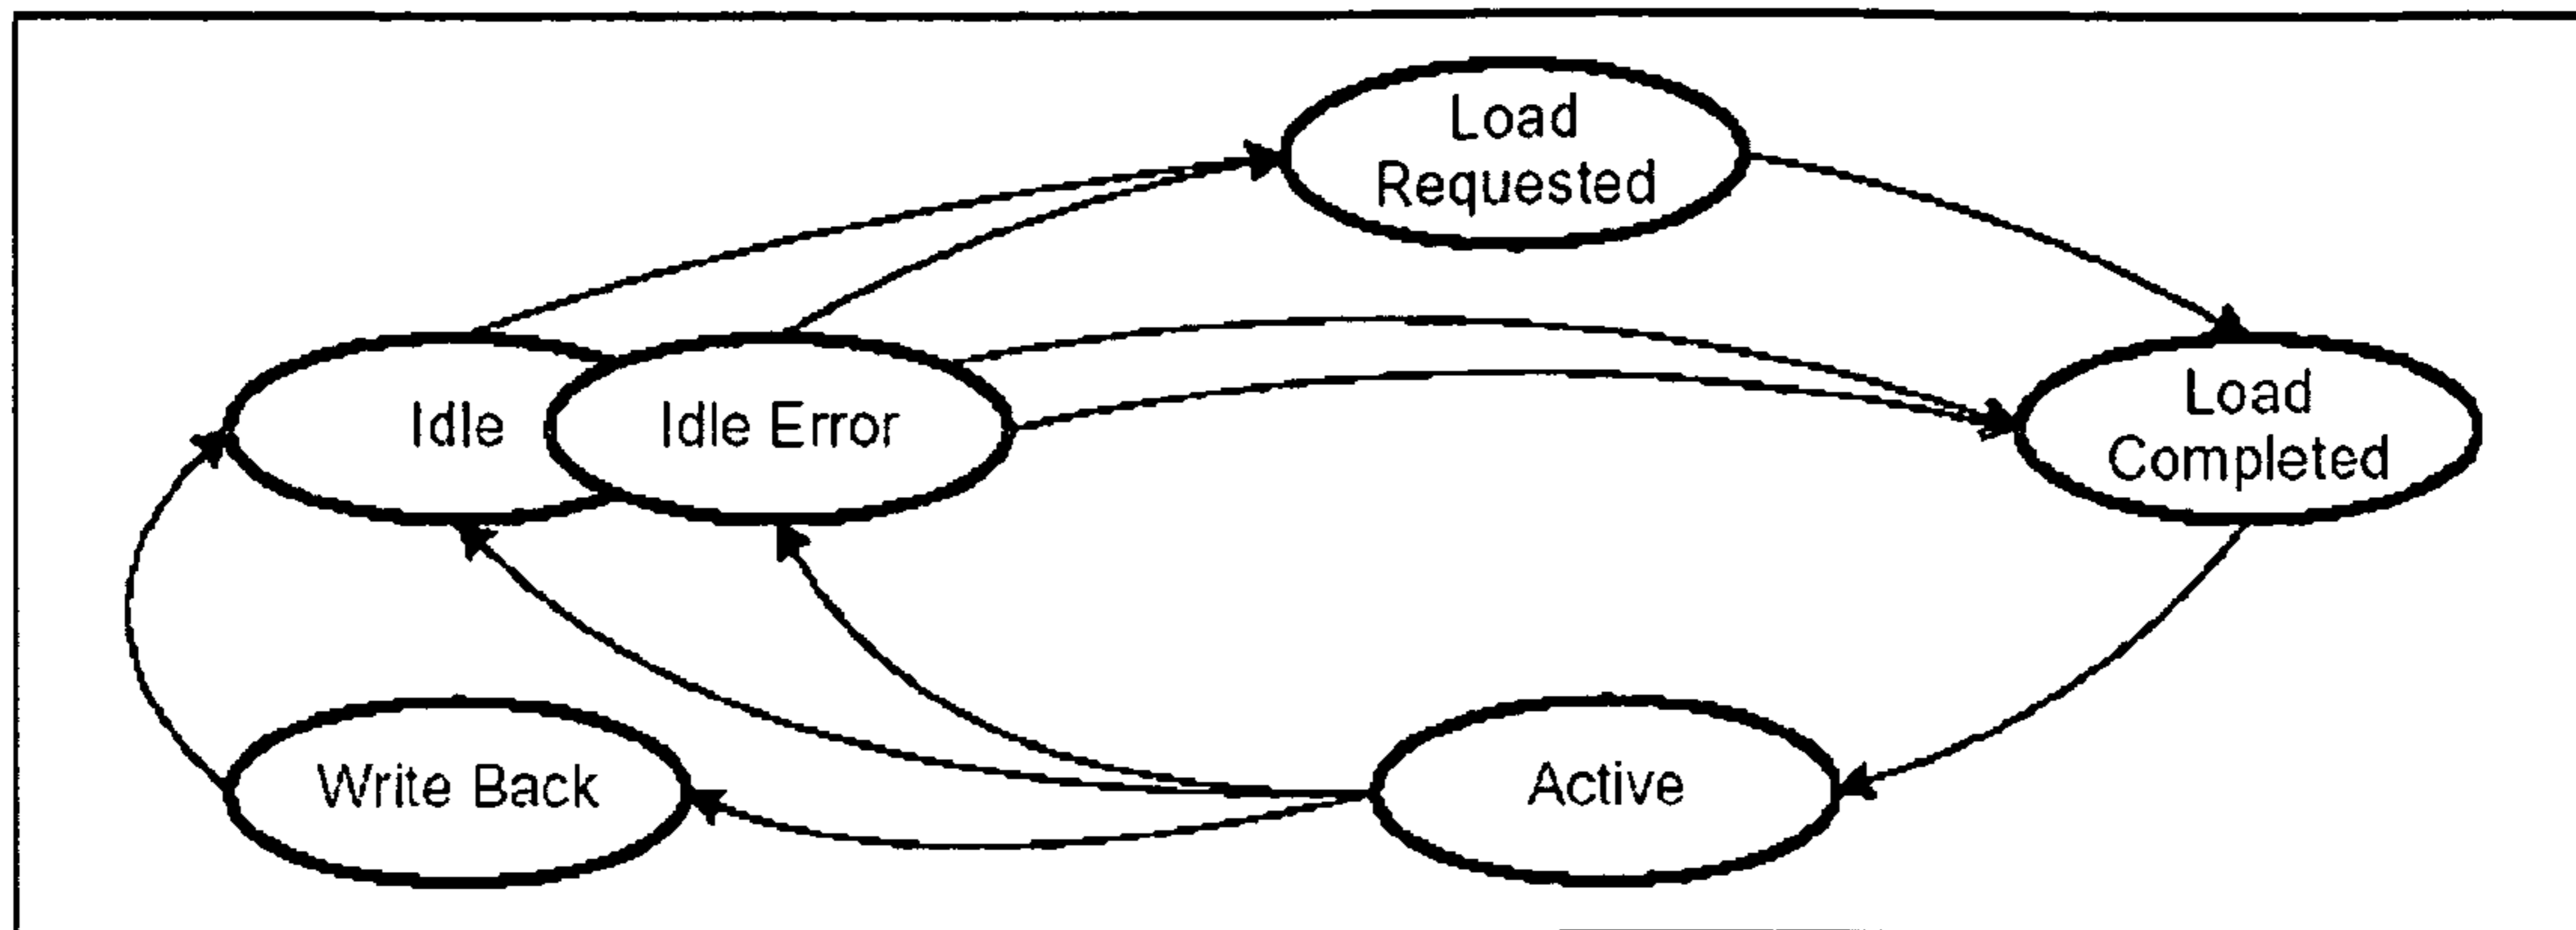 Load
Requested
Idle
Idle Error
Load
Completed
Write Back
Active